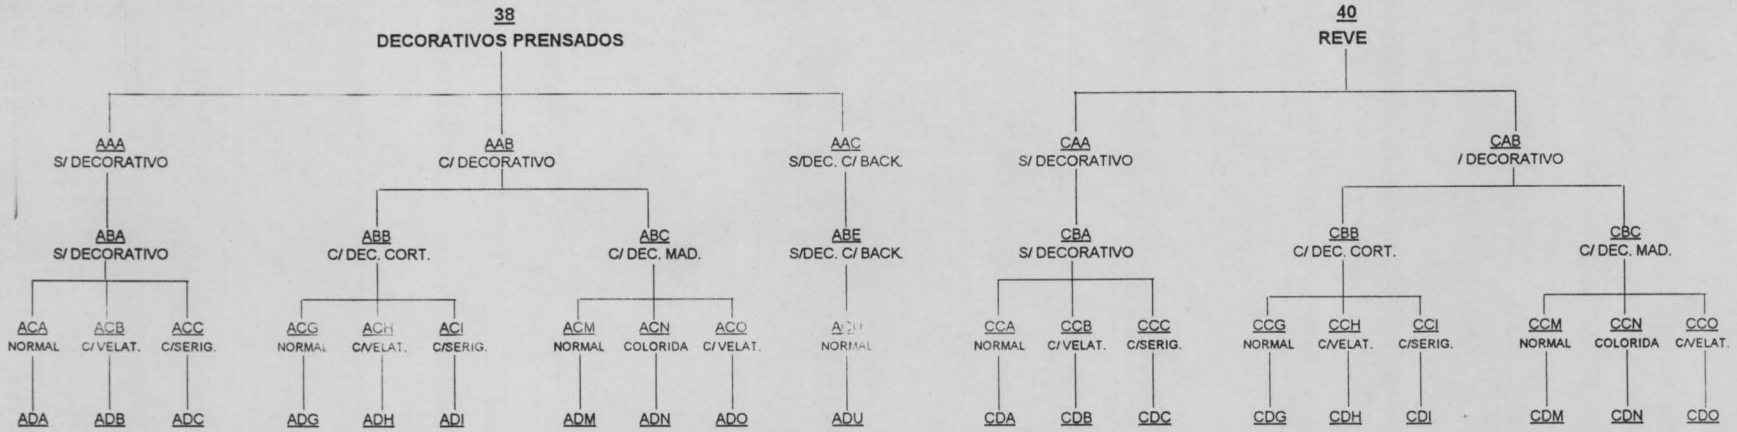 38
DECORATIVOS PRENSADOS
40
REVE
AAA
S/ DECORATIVO
AAB
C/ DECORATIVO
AAC
S/DEC. C/ BACK.
CAA
S/ DECORATIVO
CAB
/ DECORATIVO
ABA
S/ DECORATIVO
ABB
C/ DEC. CORT.
ABC
C/ DEC. MAD.
ABE
S/DEC. C/ BACK.
CBA
S/ DECORATIVO
CBB
C/ DEC. CORT.
CBC
C/ DEC. MAD.
ACA
NORMAL
ACB
C/VELAT.
ACC
C/SERIG.
ACG
NORMAL
ACH
C/VELAT.
ACI
C/SERIG.
ACM
NORMAL
ACN
COLORIDA
ACO
C/VELAT.
ACU
NORMAL
CCA
NORMAL
CCB
C/VELAT.
CCC
C/SERIG.
CCG
NORMAL
CCH
C/VELAT.
CCI
C/SERIG.
CCM
NORMAL
CCN
COLORIDA
CCO
C/VELAT.
ADA ADB ADC ADG ADH ADI ADM ADN ADO ADU CDA CDB CDC CDG CDH CDI CDM CDN CDO